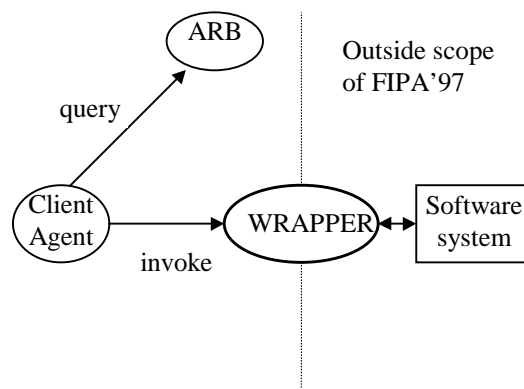 ARB
Outside scope
of FIPA'97
query
Client
Agent
WRAPPER
Software
system
invoke